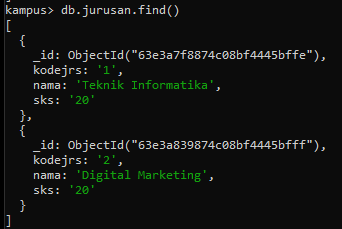 kampus> db.jurusan.find()
[
  {
    _id: ObjectId("63e3a7f8874c08bf4445bffe"),
    kodejrs: '1',
    nama: 'Teknik Informatika',
    sks: '20'
  },
  {
    _id: ObjectId("63e3a839874c08bf4445bfff"),
    kodejrs: '2',
    nama: 'Digital Marketing',
    sks: '20'
  }
]